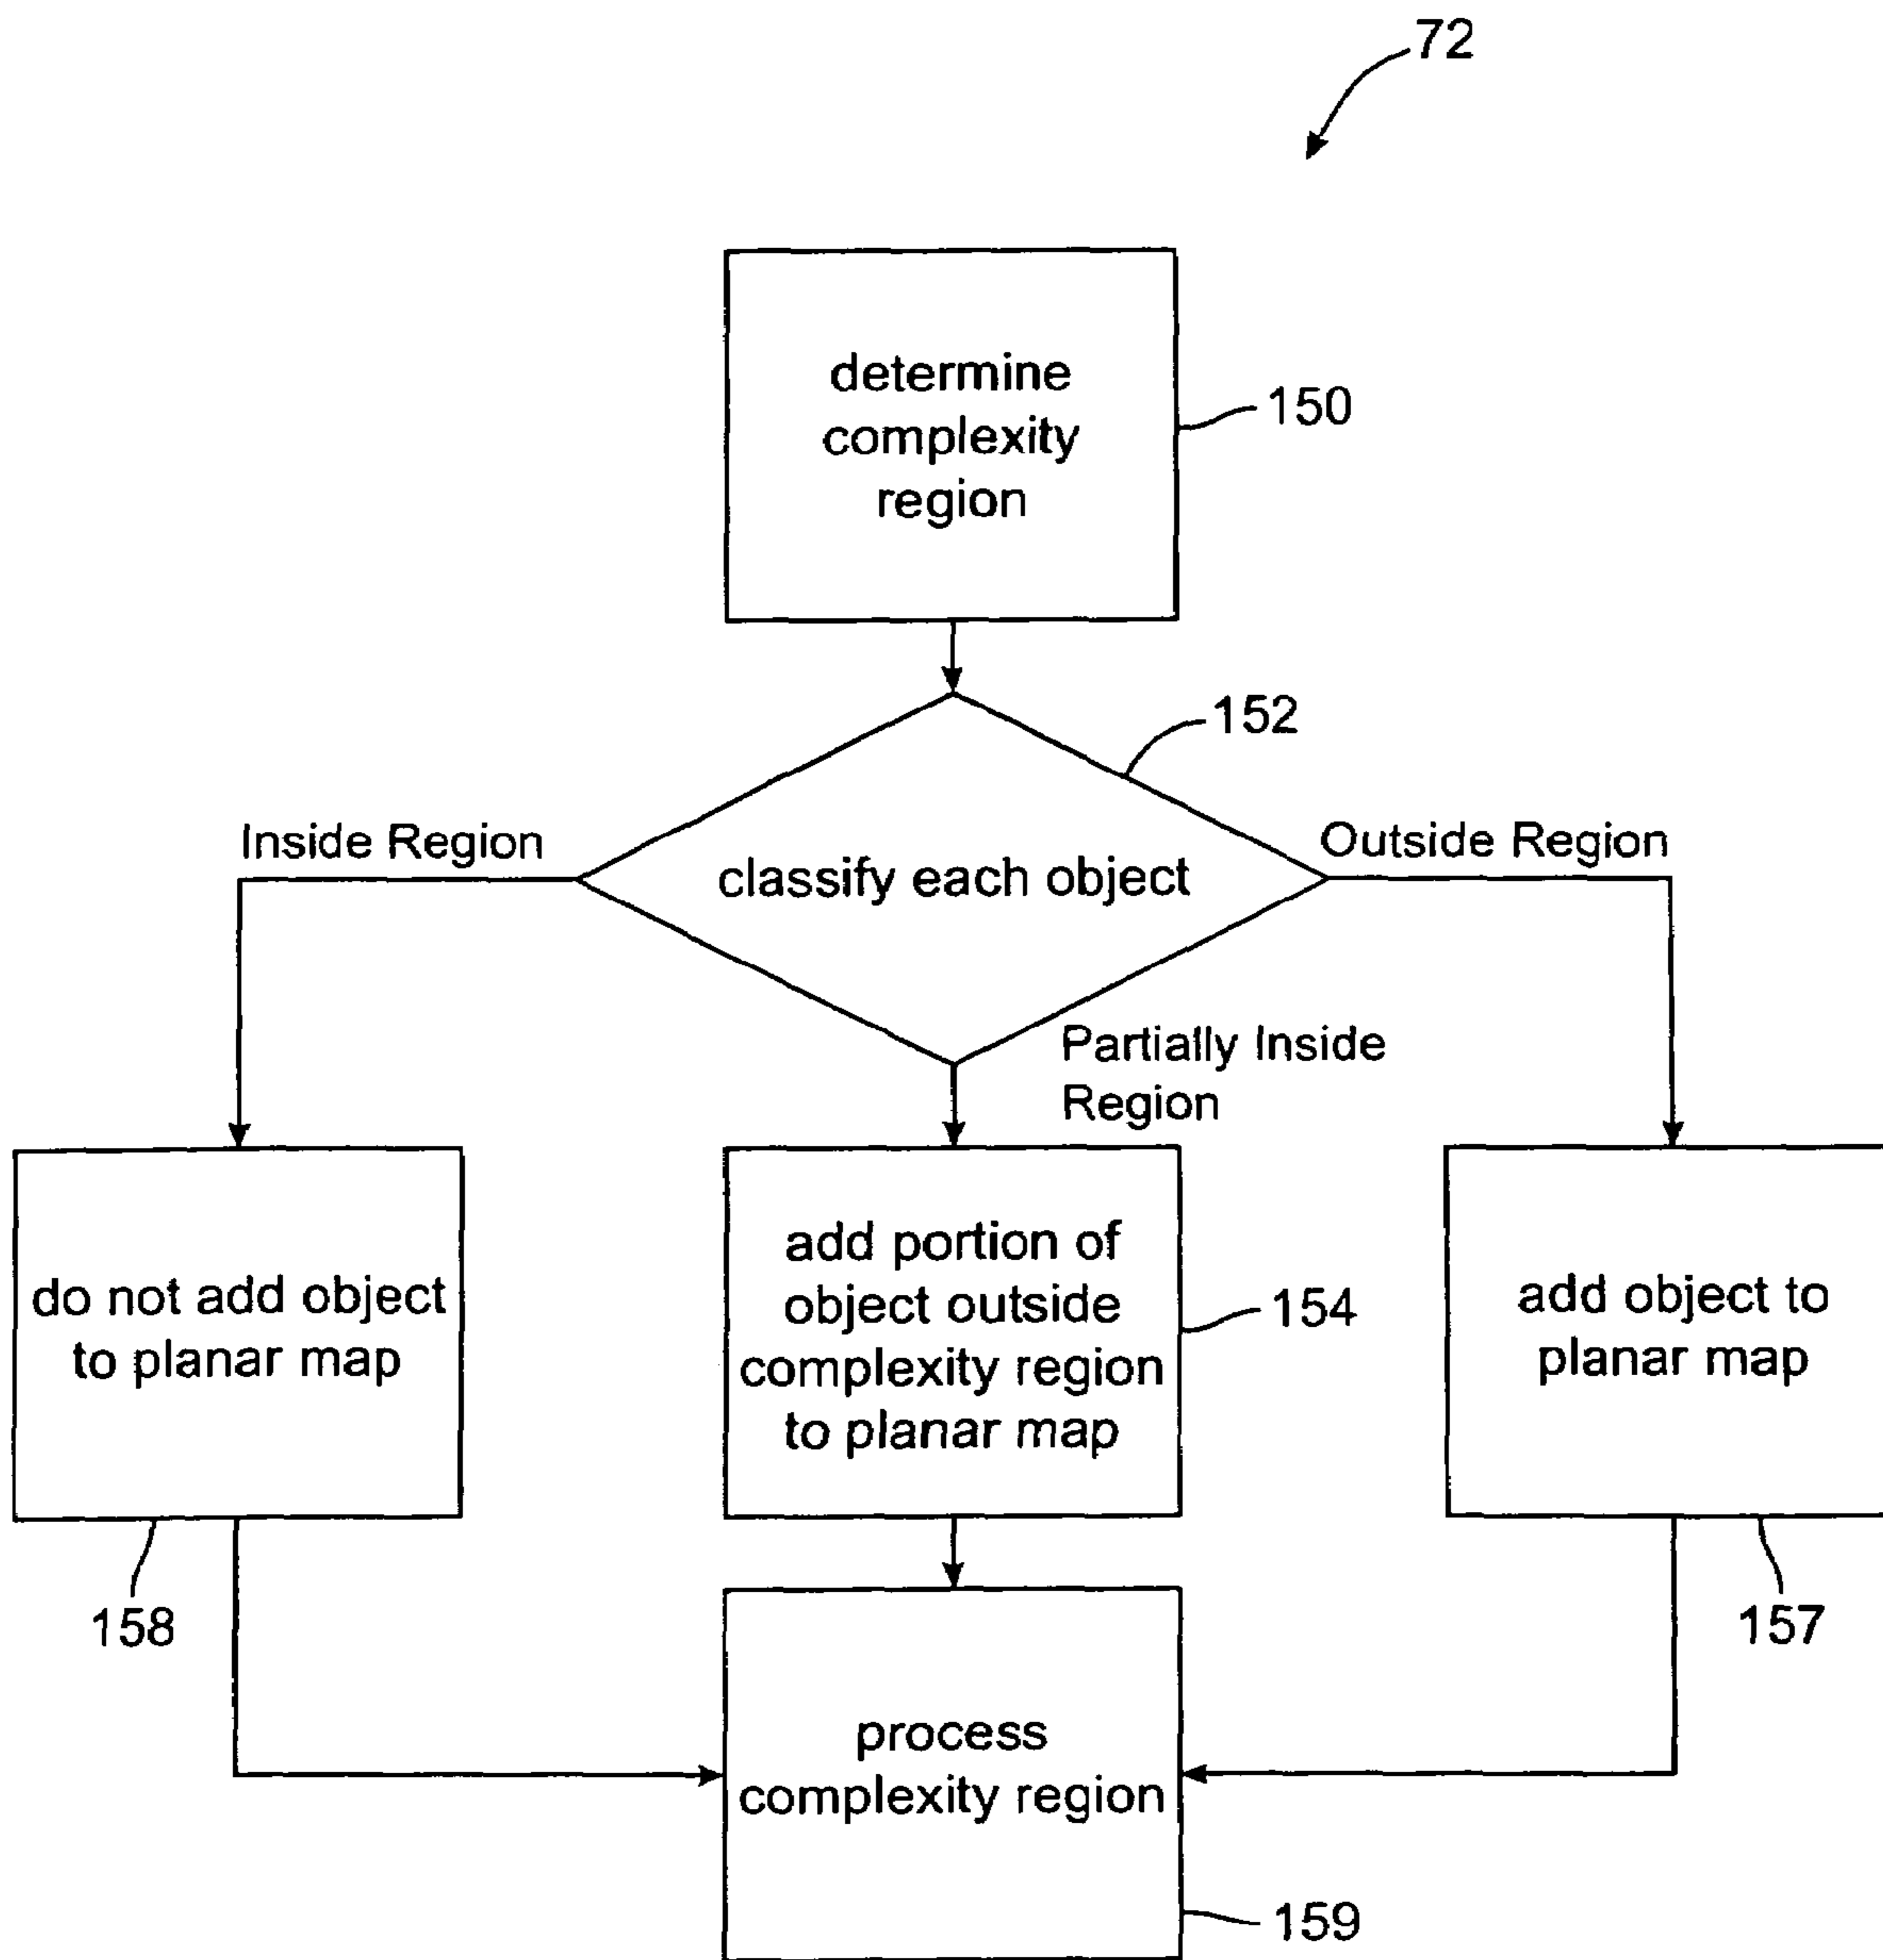 72
determine
complexity
region
150
152
Inside Region
classify each object
Outside Region
Partially Inside
Region
do not add object
to planar map
add portion of
object outside
complexity region
to planar map
154
add object to
planar map
158
157
process
complexity region
159